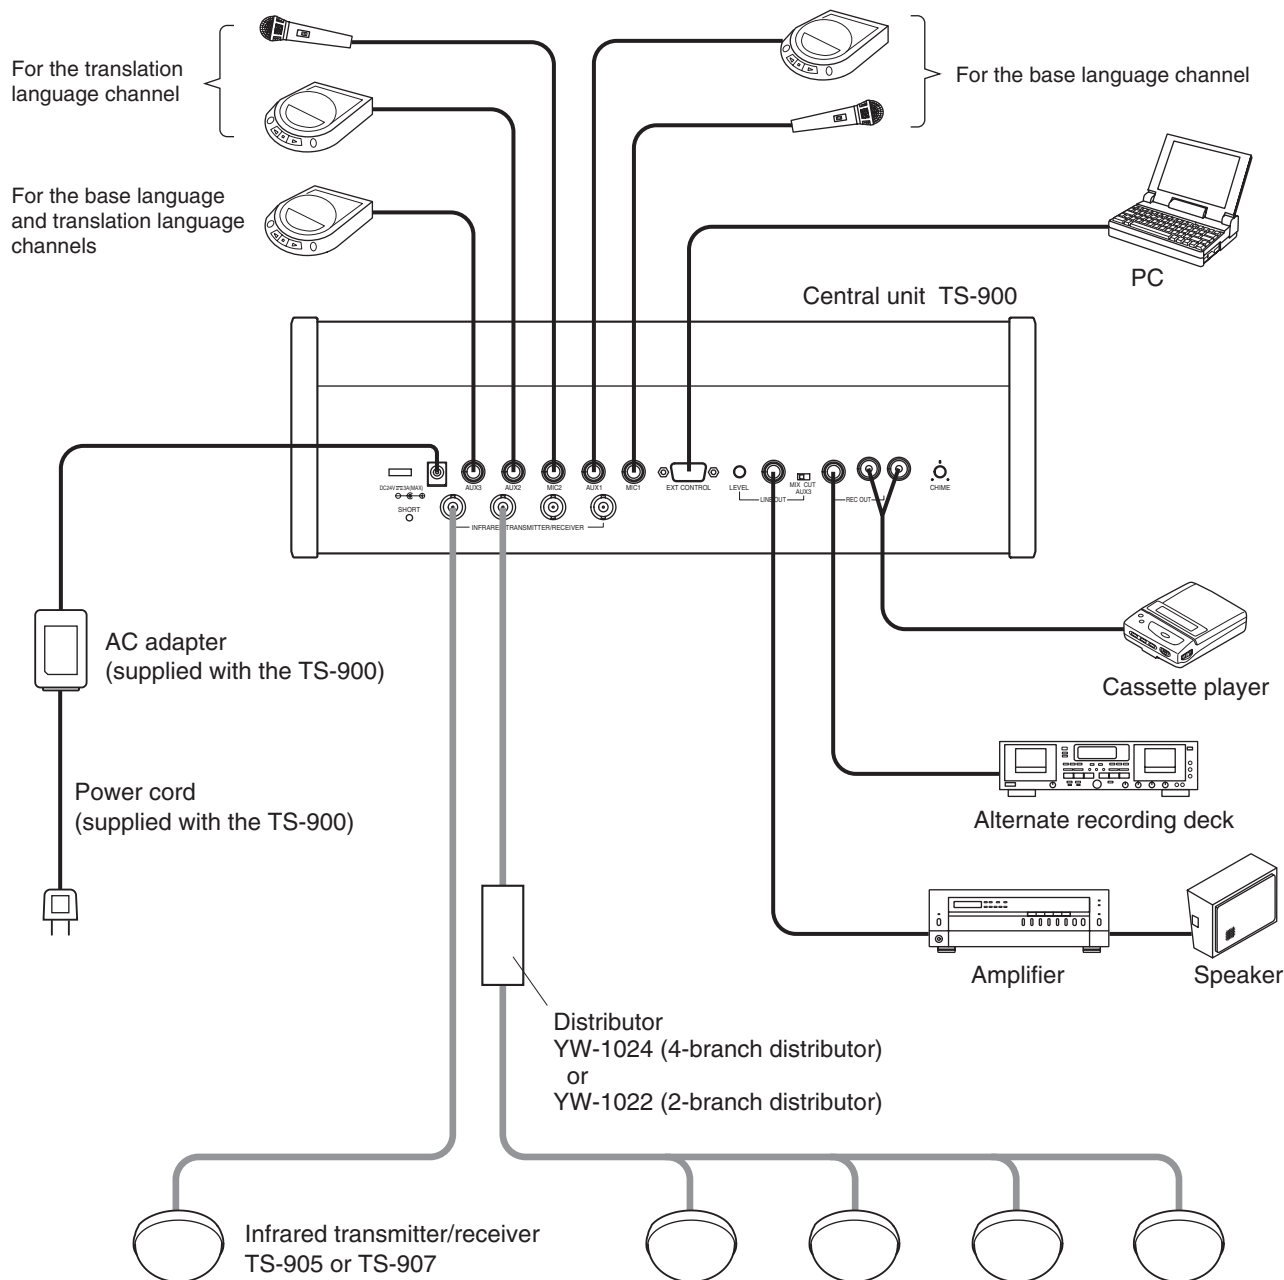 For the translation
language channel
For the base language channel
For the base language
and translation language
channels
PC
Central unit TS-900
DC24V 3A(MAX)
SHORT
AUX3
AUX2
MIC2
AUX1
MIC1
EXT CONTROL
LEVEL
LINE OUT
MIX CUT
AUX3
REC OUT
CHIME
INFRARED TRANSMITTER/RECEIVER
AC adapter
(supplied with the TS-900)
Cassette player
Power cord
(supplied with the TS-900)
Alternate recording deck
Amplifier
Speaker
Distributor
YW-1024 (4-branch distributor)
or
YW-1022 (2-branch distributor)
Infrared transmitter/receiver
TS-905 or TS-907